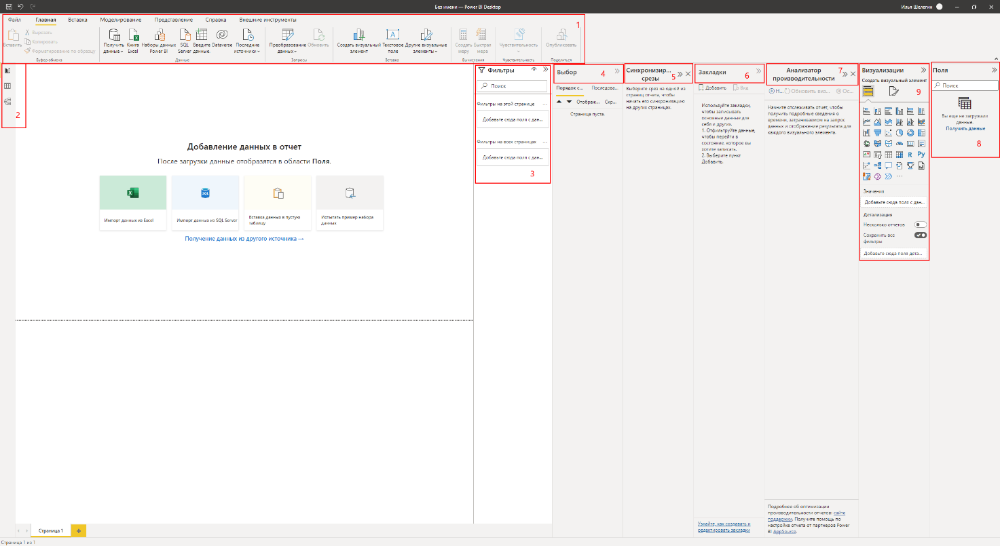 Без имени — Power BI Desktop
Илья Шелегин
Файл Главная Вставка Моделирование Представление Справка Внешние инструменты
1
Вставить
Вырезать
Копировать
Форматирование по образцу
Буфер обмена
Получить данные
Книга Excel
Наборы данных Power BI
SQL Server
Введите данные.
Dataverse
Последние источники
Данные
Преобразование данных
Обновить
Запросы
Создать визуальный элемент
Текстовое поле
Другие визуальные элементы
Вставка
Создать меру
Быстрая мера
Вычисления
Чувствительность
Чувствительность
Опубликовать
Поделиться
2
Добавление данных в отчет
После загрузки данные отобразятся в области Поля.
Импорт данных из Excel
SQL
Импорт данных из SQL Server
Вставка данных в пустую
таблицу
Испытать пример набора
данных
Получение данных из другого источника →
Фильтры
Поиск
Фильтры на этой странице ...
Добавьте сюда поля с дан...
Фильтры на всех страницах ...
Добавьте сюда поля с дан...
3
Выбор
4
Порядок с... Последова...
Отображ... Скр...
Страница пуста.
Синхронизир...
срезы
5
Выберите срез на одной из
страниц отчета, чтобы
начать его синхронизацию
на других страницах.
Закладки
6
Добавить Вид
Используйте закладки,
чтобы записывать
основные данные для
себя и других.
1. Отфильтруйте данные,
чтобы перейти в
состояние, которое вы
хотите записать.
2. Выберите пункт
Добавить.
Узнайте, как создавать и
редактировать закладки
Анализатор
производительности
7
Н... Обновить виз... Ос...
Начните отслеживать отчет, чтобы
получить подробные сведения о
времени, затрачиваемом на запрос
данных и отображение результата для
каждого визуального элемента.
Подробнее об оптимизации
производительности отчетов: сайте
поддержки. Получите помощь по
настройке отчета от партнеров Power
BI AppSource.
Визуализации
Создать визуальный элемент
9
R Py
...
Значения
Добавьте сюда поля с дан...
Детализация
Несколько отчетов
Сохранить все
фильтры
Добавьте сюда поля дета...
Поля
Поиск
Вы еще не загружали
данные.
Получить данные
8
Страница 1
+
Страница 1 из 1